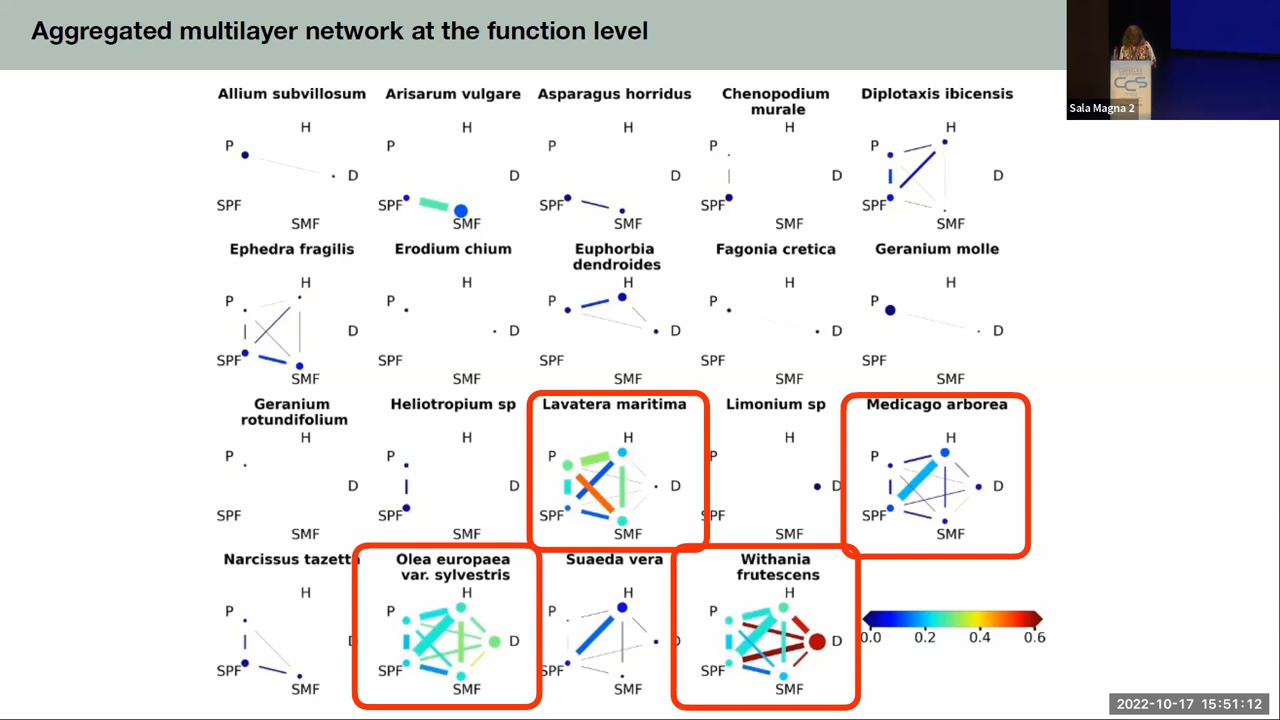 Aggregated multilayer network at the function level
Sala Magna 2
Allium subvillosum
H
P
D
SPF
SMF
Arisarum vulgare
H
P
D
SPF
SMF
Asparagus horridus
H
P
D
SPF
SMF
Chenopodium
murale
H
P
D
SPF
SMF
Diplotaxis ibicensis
H
P
D
SPF
SMF
Ephedra fragilis
H
P
D
SPF
SMF
Erodium chium
H
P
D
SPF
SMF
Euphorbia
dendroides
H
P
D
SPF
SMF
Fagonia cretica
H
P
D
SPF
SMF
Geranium molle
H
P
D
SPF
SMF
Geranium
rotundifolium
H
P
D
SPF
SMF
Heliotropium sp
H
P
D
SPF
SMF
Lavatera maritima
H
P
D
SPF
SMF
Limonium sp
H
P
D
SPF
SMF
Medicago arborea
H
P
D
SPF
SMF
Narcissus tazetta
H
P
D
SPF
SMF
Olea europaea
var. sylvestris
H
P
D
SPF
SMF
Suaeda vera
H
P
D
SPF
SMF
Withania
frutescens
H
P
D
SPF
SMF
0.0 0.2 0.4 0.6
2022-10-17 15:51:12